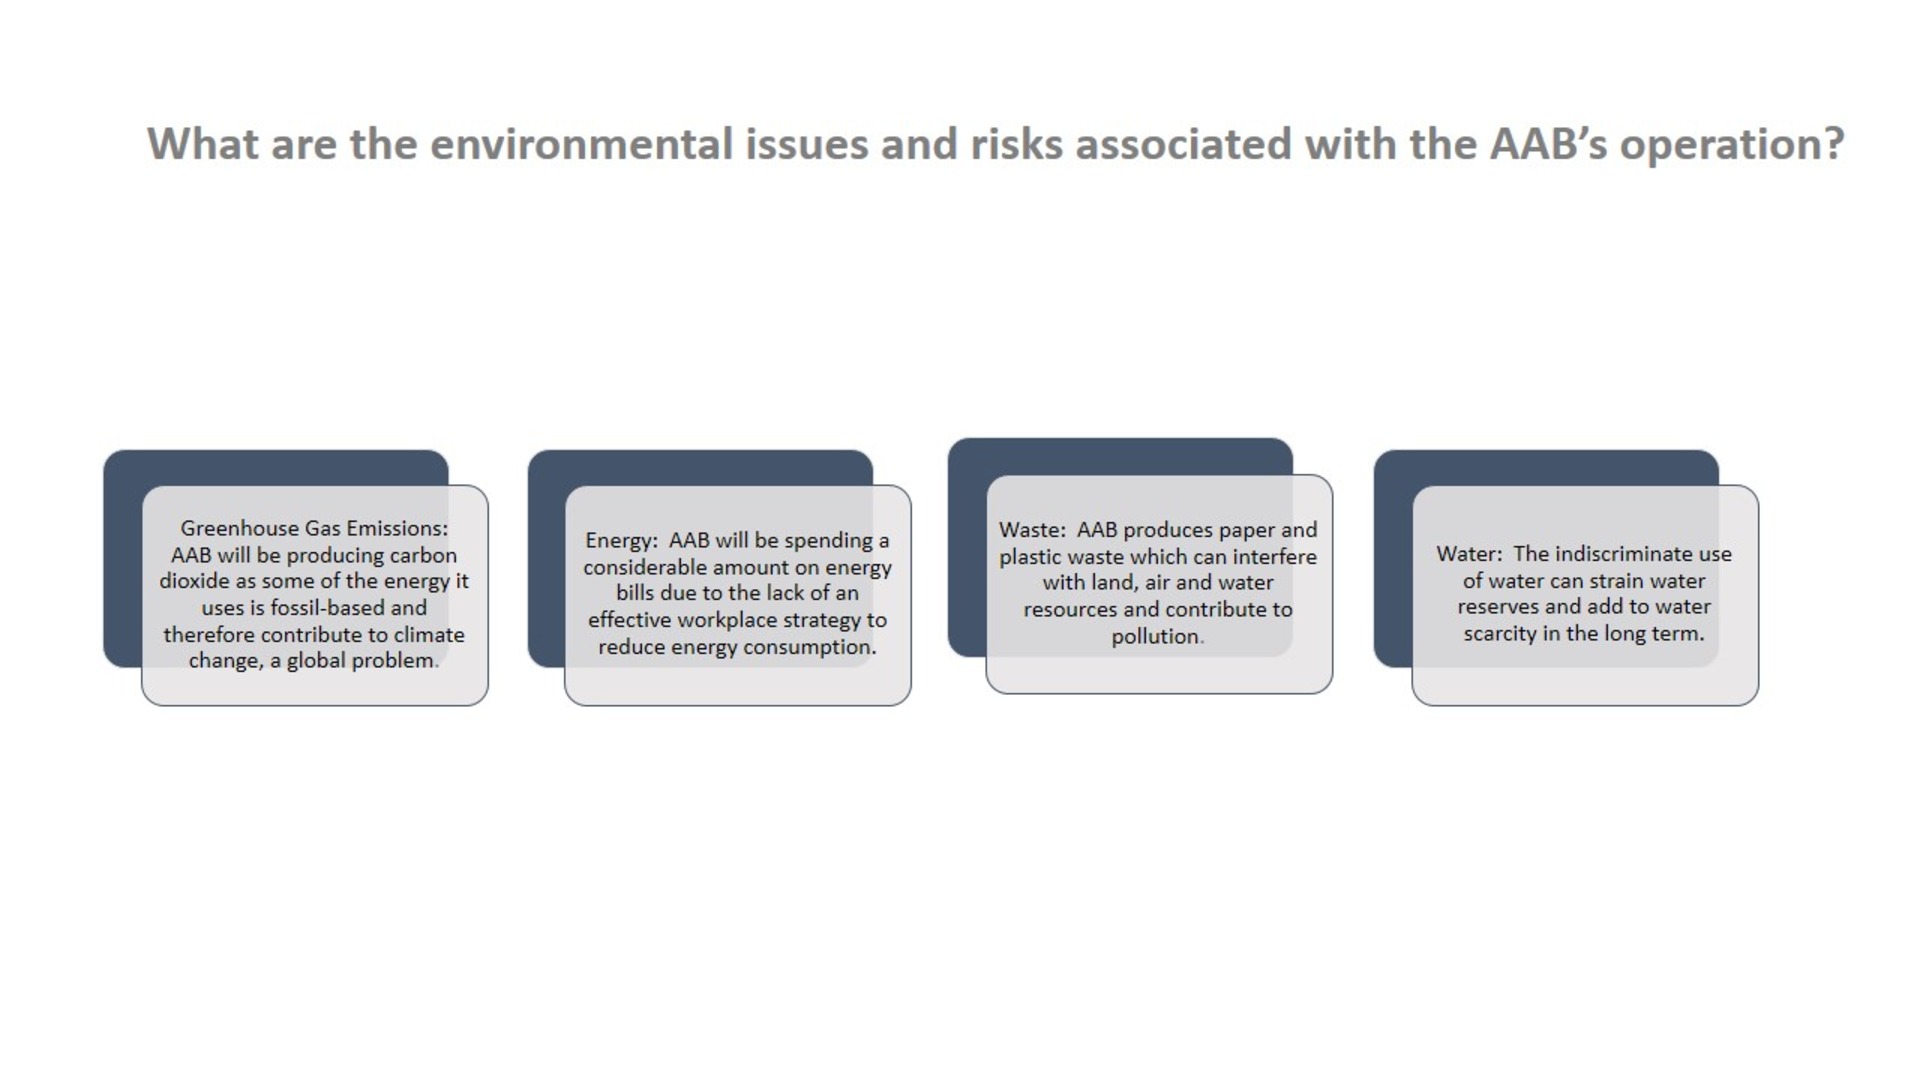 What are the environmental issues and risks associated with the AAB’s operation?
Greenhouse Gas Emissions:
AAB will be producing carbon
dioxide as some of the energy it
uses is fossil-based and
therefore contribute to climate
change, a global problem.
Energy:  AAB will be spending a
considerable amount on energy
bills due to the lack of an
effective workplace strategy to
reduce energy consumption.
Waste:  AAB produces paper and
plastic waste which can interfere
with land, air and water
resources and contribute to
pollution.
Water:  The indiscriminate use
of water can strain water
reserves and add to water
scarcity in the long term.